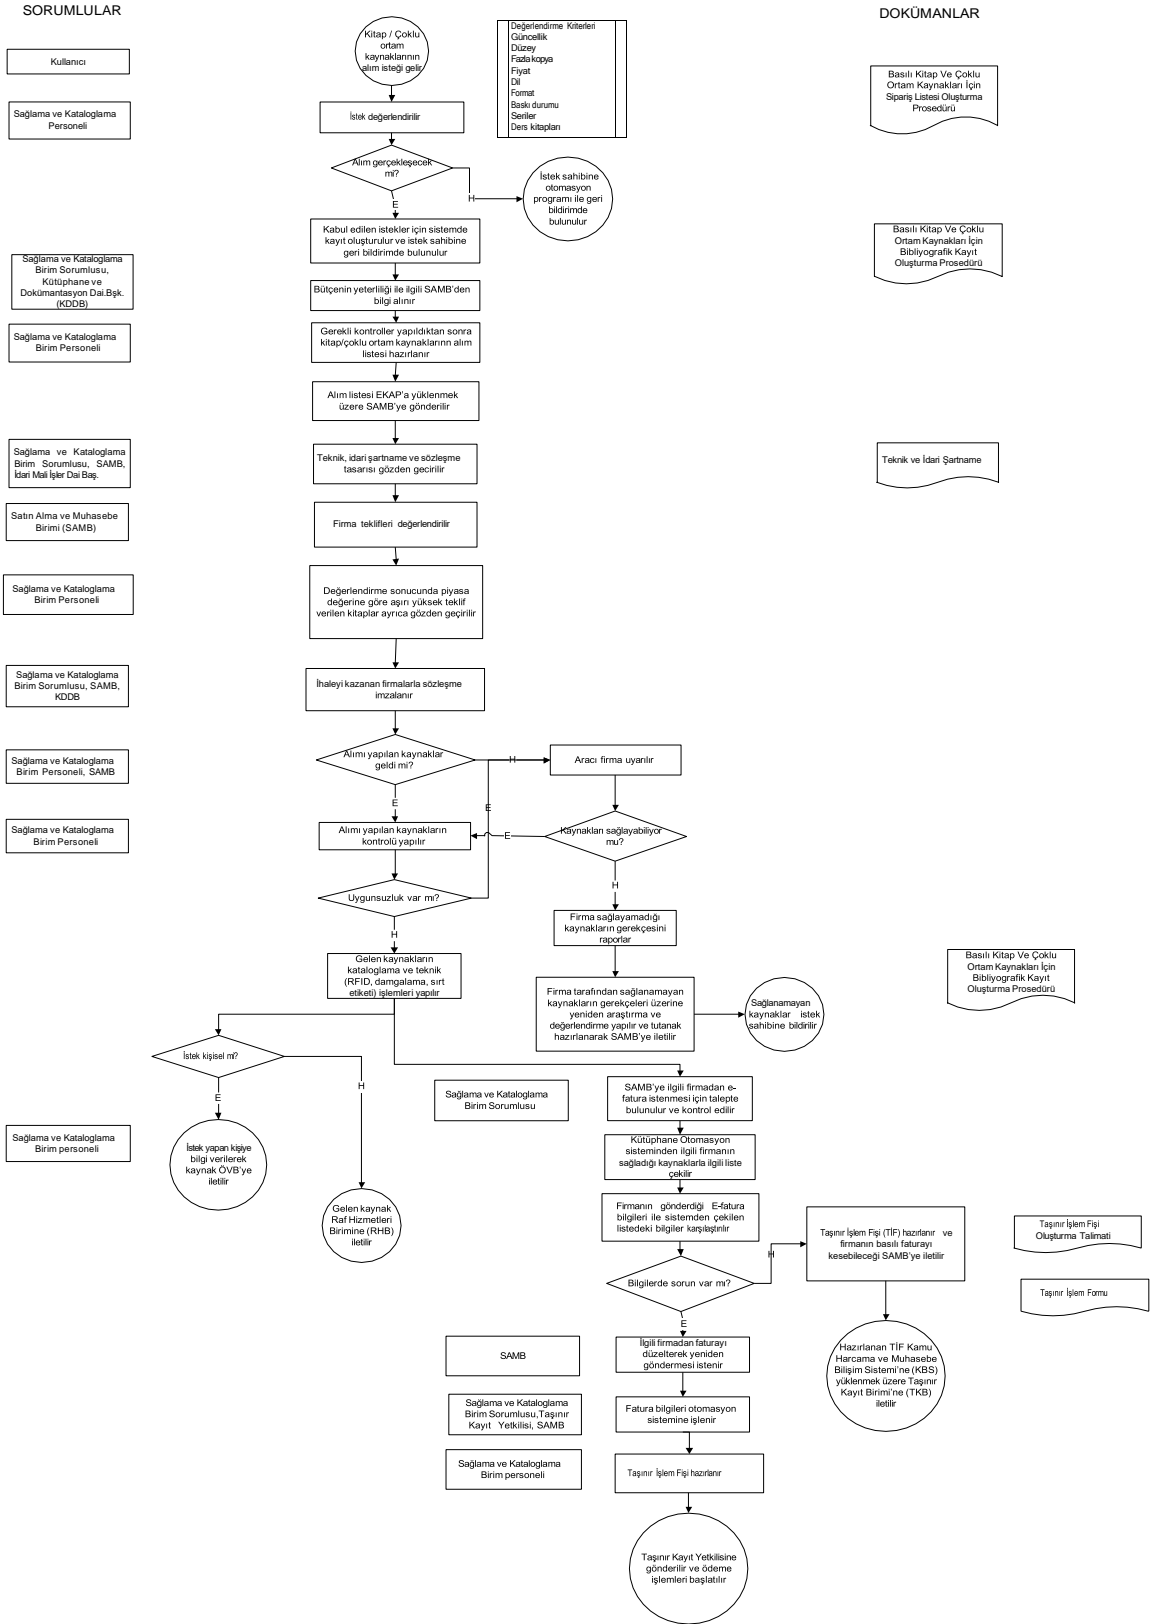 SORUMLULAR
DOKÜMANLAR
Kitap / Çoklu
ortam
kaynaklarının
alım isteği gelir
Değerlendirme Kriterleri
Güncellik
Düzey
Fazla kopya
Fiyat
Dil
Format
Baskı durumu
Seriler
Ders kitapları
Kullanıcı
Basılı Kitap Ve Çoklu
Ortam Kaynakları İçin
Sipariş Listesi Oluşturma
Prosedürü
Sağlama ve Kataloglama
Personeli
İstek değerlendirilir
Alım gerçekleşecek
mi?
H
E
İstek sahibine
otomasyon
programı ile geri
bildirimde
bulunulur
Kabul edilen istekler için sistemde
kayıt oluşturulur ve istek sahibine
geri bildirimde bulunulur
Basılı Kitap Ve Çoklu
Ortam Kaynakları İçin
Bibliyografik Kayıt
Oluşturma Prosedürü
Sağlama ve Kataloglama
Birim Sorumlusu,
Kütüphane ve
Dokümantasyon Dai.Bşk.
(KDDB)
Bütçenin yeterliliği ile ilgili SAMB'den
bilgi alınır
Sağlama ve Kataloglama
Birim Personeli
Gerekli kontroller yapıldıktan sonra
kitap/çoklu ortam kaynaklarınn alım
listesi hazırlanır
Alım listesi EKAP'a yüklenmek
üzere SAMB'ye gönderilir
Sağlama ve Kataloglama
Birim Sorumlusu, SAMB,
İdari Mali İşler Dai Baş.
Teknik, idari şartname ve sözleşme
tasarısı gözden gecirilir
Teknik ve İdari Şartname
Satın Alma ve Muhasebe
Birimi (SAMB)
Firma teklifleri değerlendirilir
Sağlama ve Kataloglama
Birim Personeli
Değerlendirme sonucunda piyasa
değerine göre aşırı yüksek teklif
verilen kitaplar ayrıca gözden geçirilir
Sağlama ve Kataloglama
Birim Sorumlusu, SAMB,
KDDB
İhaleyi kazanan firmalarla sözleşme
imzalanır
Sağlama ve Kataloglama
Birim Personeli, SAMB
Alımı yapılan kaynaklar
geldi mi?
H
Aracı firma uyarılır
E
E
Sağlama ve Kataloglama
Birim Personeli
Alımı yapılan kaynakların
kontrolü yapılır
E
Kaynakları sağlayabiliyor
mu?
H
Uygunsuzluk var mı?
H
Firma sağlayamadığı
kaynakların gerekçesini
raporlar
Gelen kaynakların
kataloglama ve teknik
(RFID, damgalama, sırt
etiketi) işlemleri yapılır
Basılı Kitap Ve Çoklu
Ortam Kaynakları İçin
Bibliyografik Kayıt
Oluşturma Prosedürü
Firma tarafından sağlanamayan
kaynakların gerekçeleri üzerine
yeniden araştırma ve
değerlendirme yapılır ve tutanak
hazırlanarak SAMB'ye iletilir
Sağlanamayan
kaynaklar istek
sahibine bildirilir
İstek kişisel mi?
H
E
Sağlama ve Kataloglama
Birim Sorumlusu
SAMB'ye ilgili firmadan e-
fatura istenmesi için talepte
bulunulur ve kontrol edilir
Sağlama ve Kataloglama
Birim personeli
İstek yapan kişiye
bilgi verilerek
kaynak ÖVB'ye
iletilir
Kütüphane Otomasyon
sisteminden ilgili firmanın
sağladığı kaynaklarla ilgili liste
çekilir
Gelen kaynak
Raf Hizmetleri
Birimine (RHB)
iletilir
Firmanın gönderdiği E-fatura
bilgileri ile sistemden çekilen
listedeki bilgiler karşılaştırılır
Taşınır İşlem Fişi (TİF) hazırlanır ve
firmanın basılı faturayı
kesebileceği SAMB'ye iletilir
Taşınır İşlem Fişi
Oluşturma Talimati
H
Bilgilerde sorun var mı?
Taşınır İşlem Formu
E
SAMB
İlgili firmadan faturayı
düzelterek yeniden
göndermesi istenir
Hazırlanan TİF Kamu
Harcama ve Muhasebe
Bilişim Sistemi'ne (KBS)
yüklenmek üzere Taşınır
Kayıt Birimi'ne (TKB)
iletilir
Sağlama ve Kataloglama
Birim Sorumlusu,Taşınır
Kayıt Yetkilisi, SAMB
Fatura bilgileri otomasyon
sistemine işlenir
Sağlama ve Kataloglama
Birim personeli
Taşınır İşlem Fişi hazırlanır
Taşınır Kayıt Yetkilisine
gönderilir ve ödeme
işlemleri başlatılır